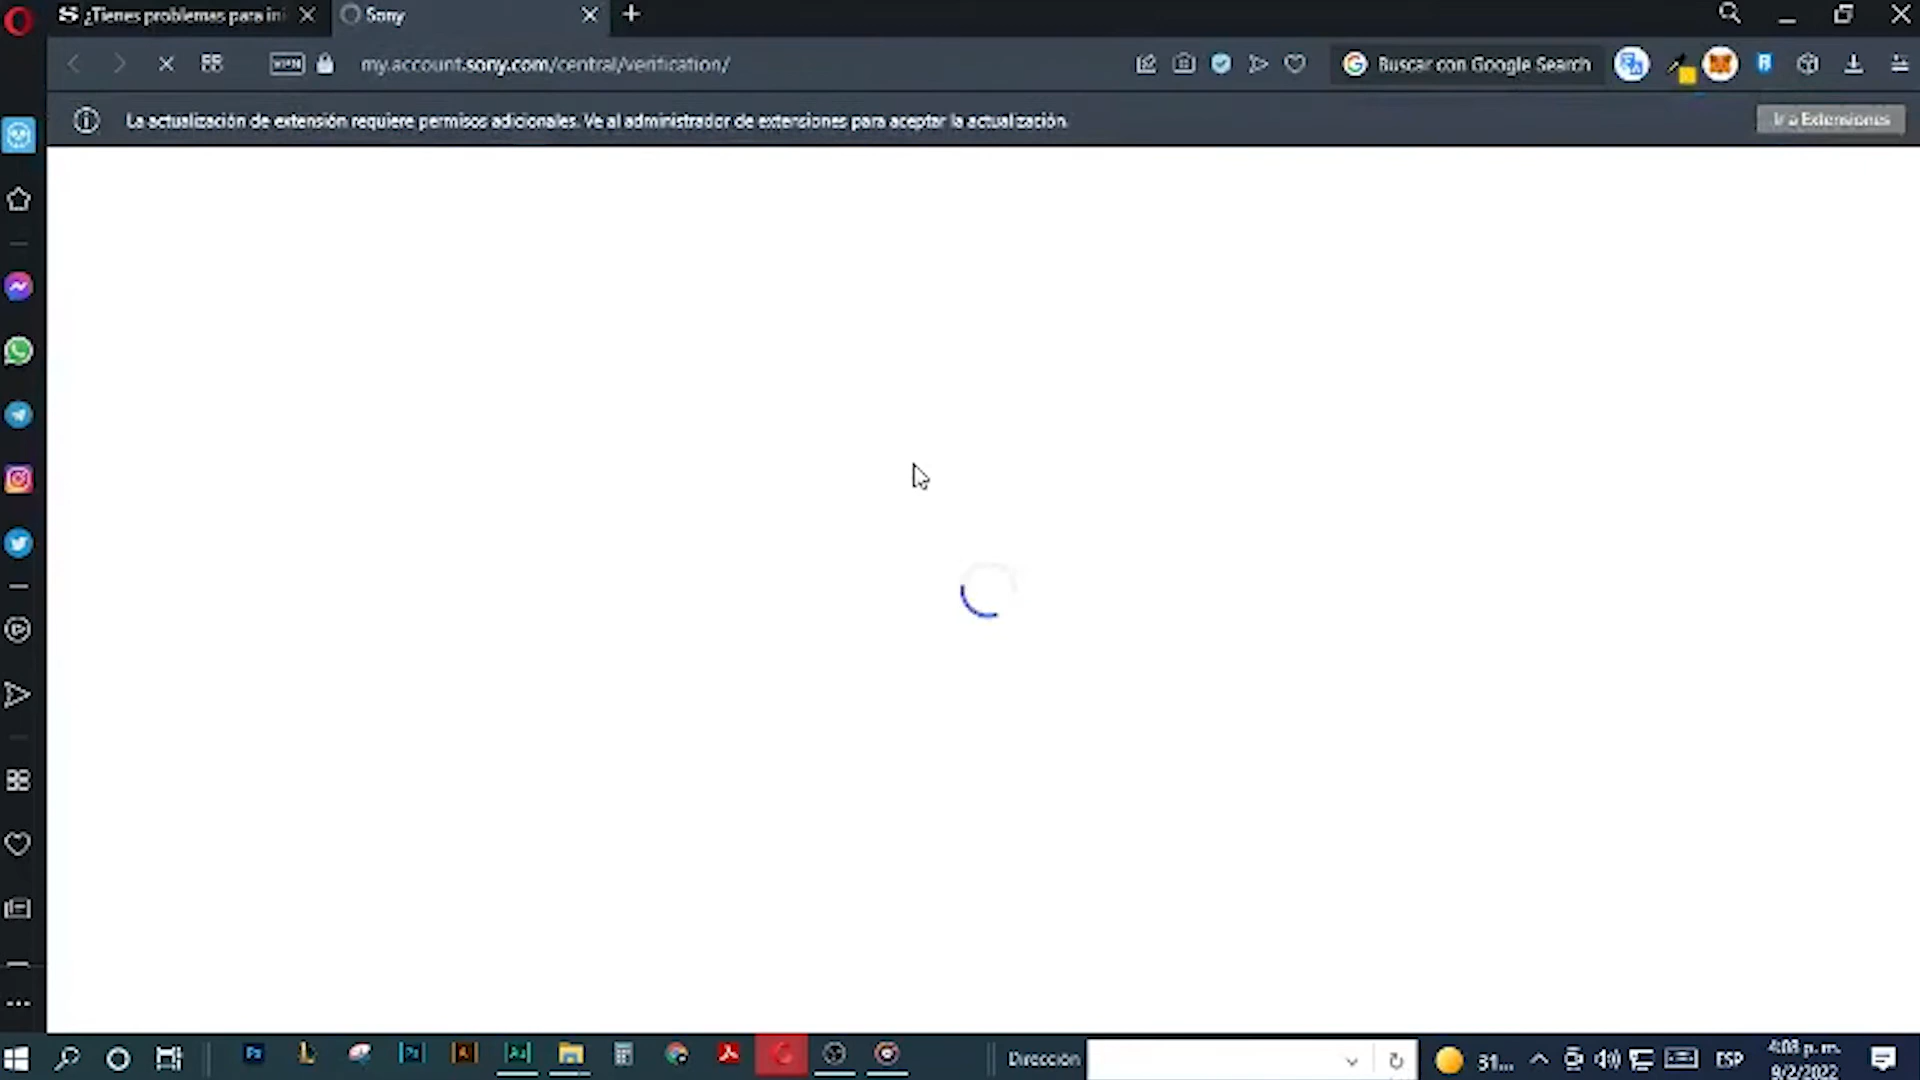 ¿Tienes problemas para ini
Sony
VPN
my.account.sony.com/central/verification/
Buscar con Google Search
La actualización de extensión requiere permisos adicionales. Ve al administrador de extensiones para aceptar la actualización.
Ir a Extensiones
Dirección
31...
ESP
4:08 p. m.
9/2/2022